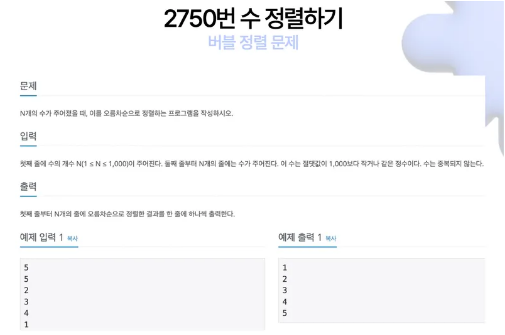 2750번 수 정렬하기
버블 정렬 문제
문제
N개의 수가 주어졌을 때, 이를 오름차순으로 정렬하는 프로그램을 작성하시오.
입력
첫째 줄에 수의 개수 N(1 ≤ N ≤ 1,000)이 주어진다. 둘째 줄부터 N개의 줄에는 수가 주어진다. 이 수는 절댓값이 1,000보다 작거나 같은 정수이다. 수는 중복되지 않는다.
출력
첫째 줄부터 N개의 줄에 오름차순으로 정렬한 결과를 한 줄에 하나씩 출력한다.
예제 입력 1 복사
5
5
2
3
4
1
예제 출력 1 복사
1
2
3
4
5